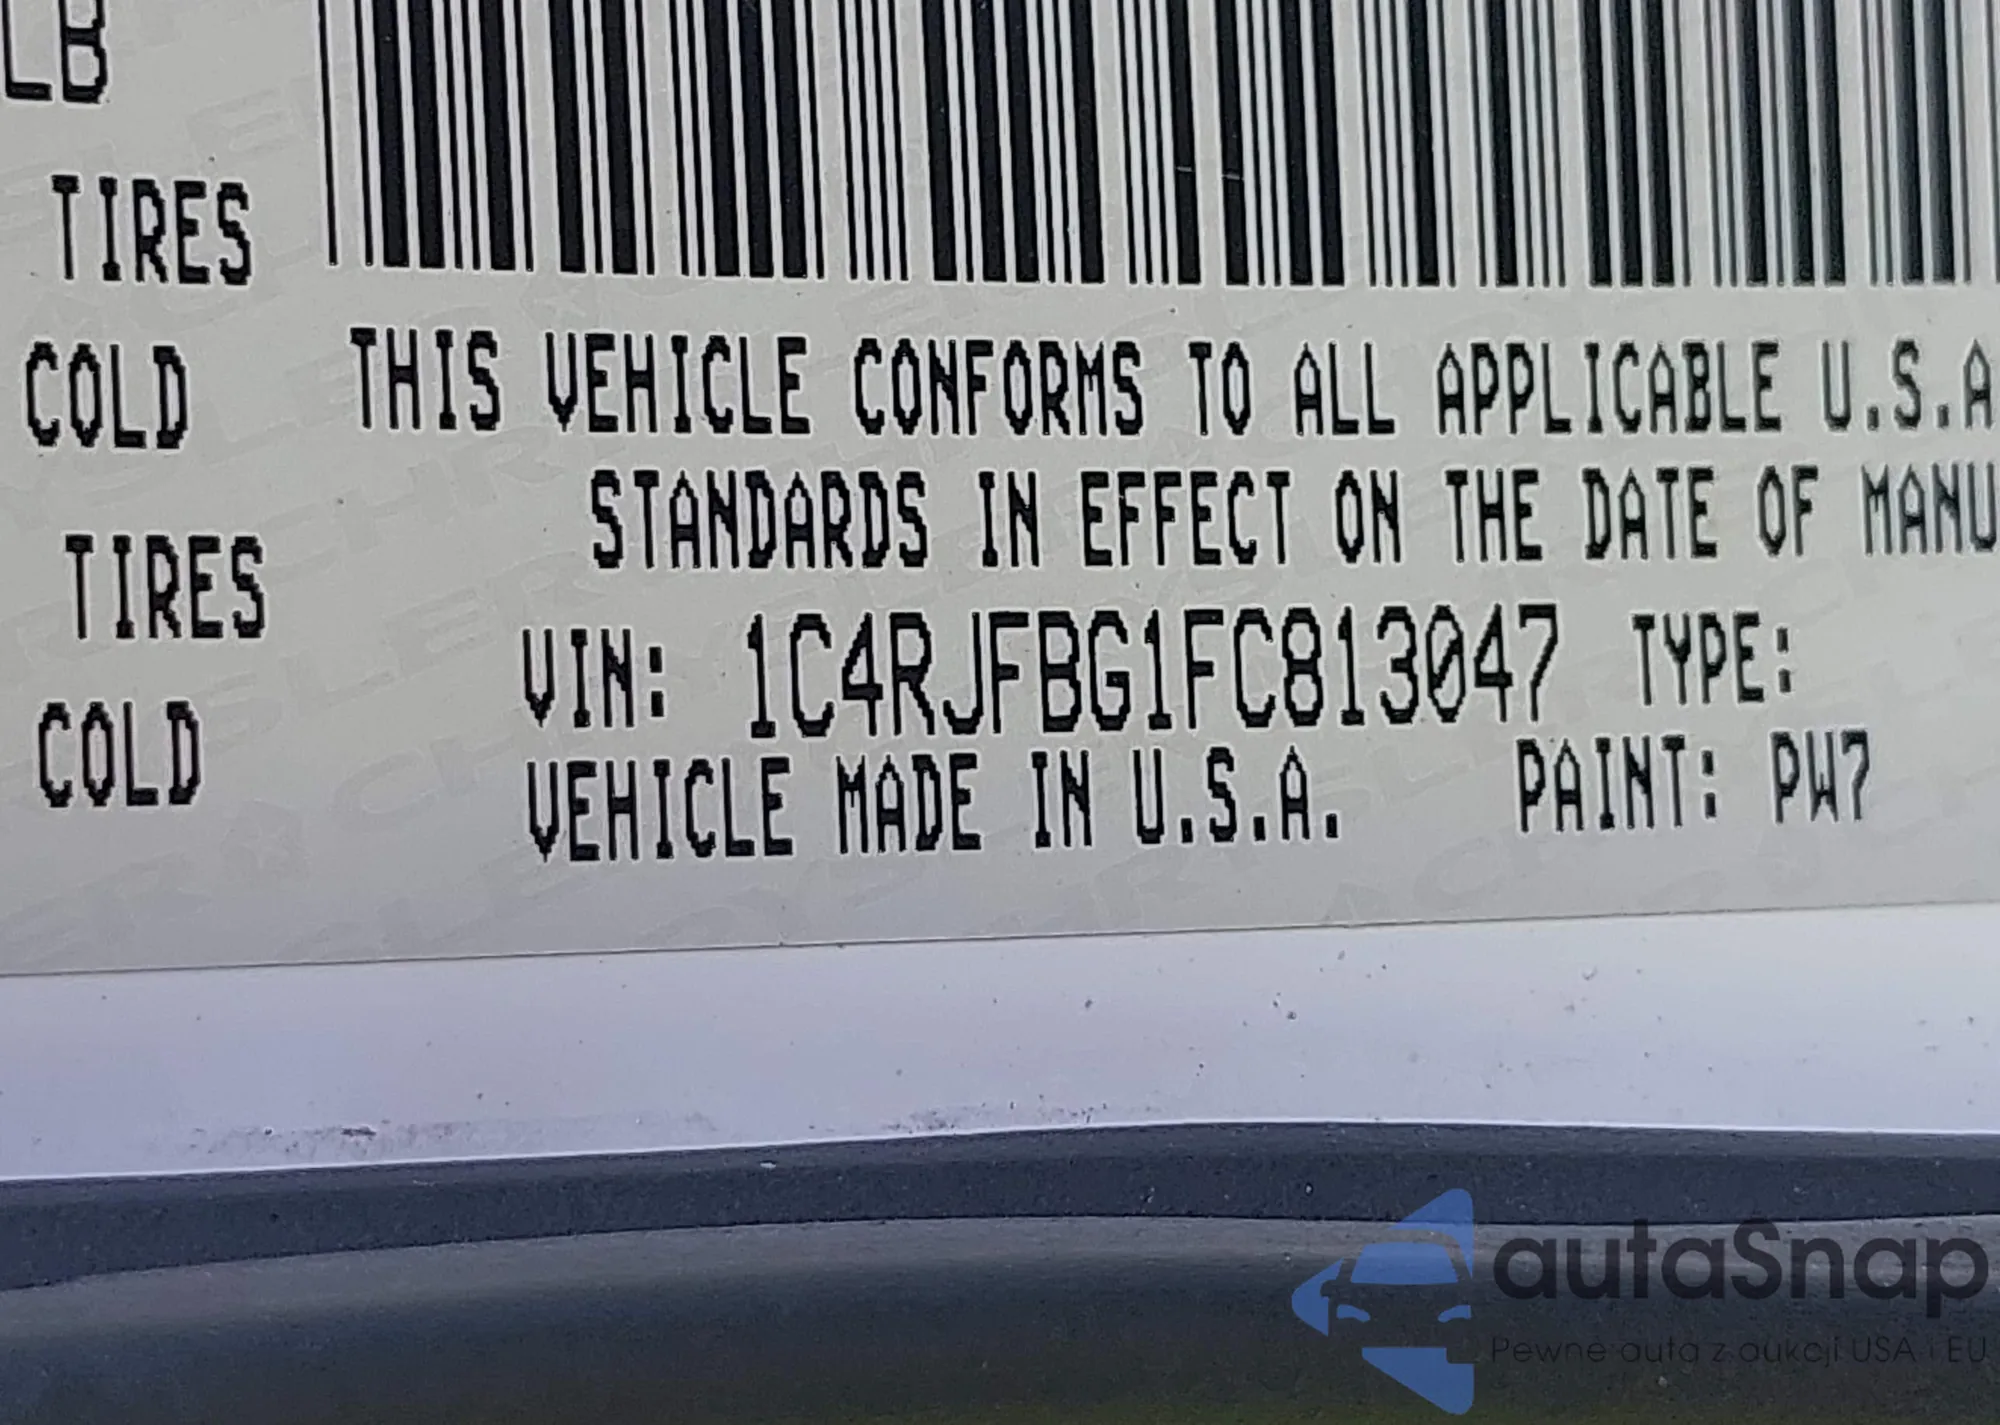 LB
TIRES
COLD
TIRES
COLD
THIS VEHICLE CONFORMS TO ALL APPLICABLE U.S.A
STANDARDS IN EFFECT ON THE DATE OF MANU
VIN: 1C4RJFBG1FC813047 TYPE:
VEHICLE MADE IN U.S.A. PAINT: PW7
autaSnap
Pewne auta z aukcji USA i EU